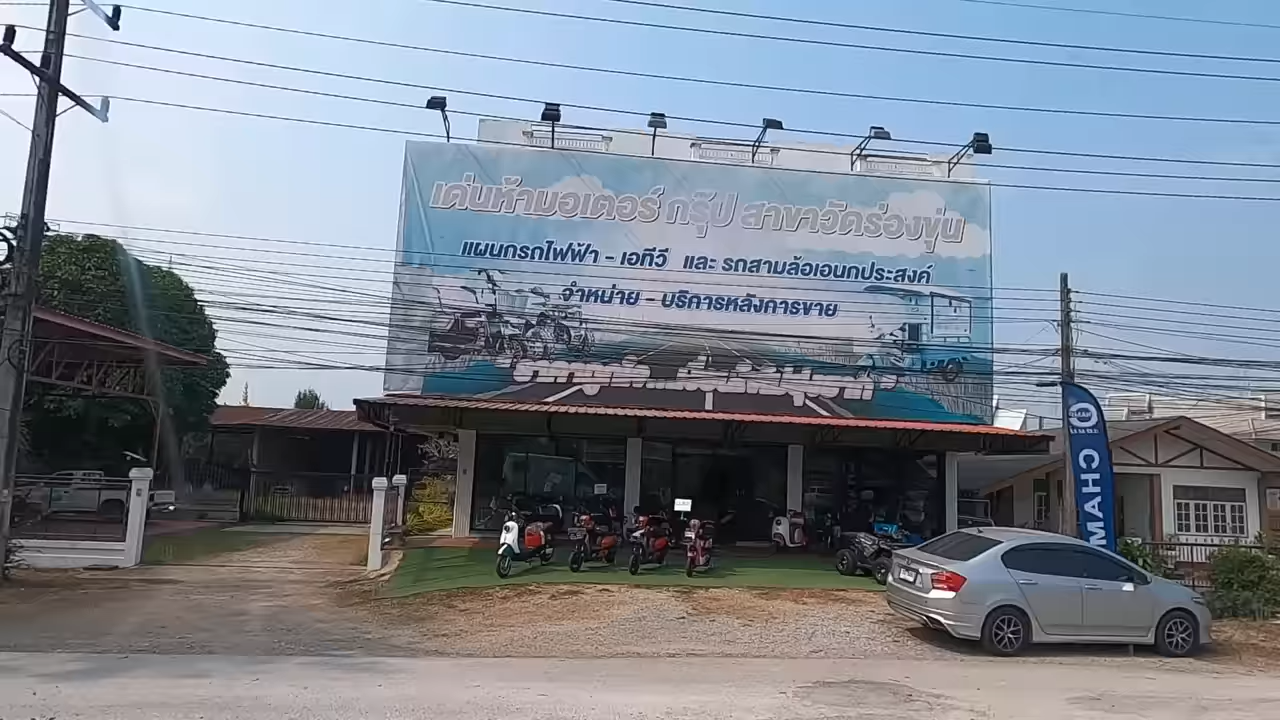 เด่นห้ามอเตอร์ กรุ๊ป สาขาวัดร่องขุ่น
แผนกรถไฟฟ้า - เอทีวี และ รถสามล้อเอนกประสงค์
จำหน่าย - บริการหลังการขาย
CHAM